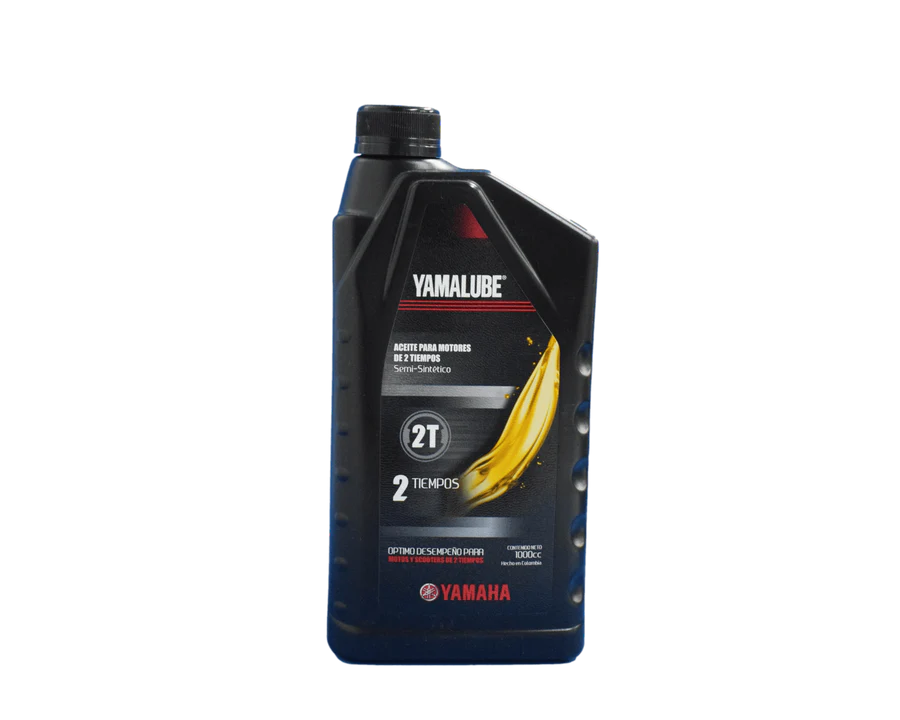 YAMALUBE®
ACEITE PARA MOTORES
DE 2 TIEMPOS
Semi-Sintético
2T
2 TIEMPOS
OPTIMO DESEMPEÑO PARA
MOTOS Y SCOOTERS DE 2 TIEMPOS
CONTENIDO NETO
1000cc
Hecho en Colombia
YAMAHA